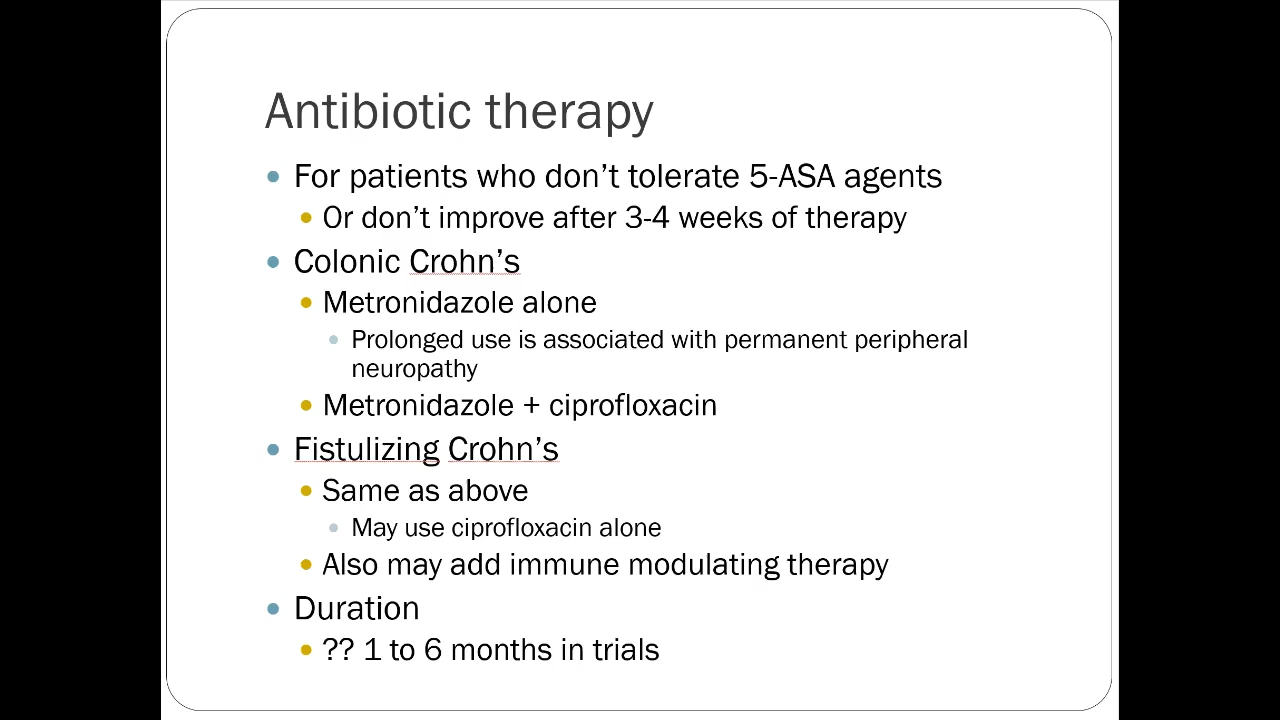 Antibiotic therapy
For patients who don’t tolerate 5-ASA agents
Or don’t improve after 3-4 weeks of therapy
Colonic Crohn’s
Metronidazole alone
Prolonged use is associated with permanent peripheral
neuropathy
Metronidazole + ciprofloxacin
Fistulizing Crohn’s
Same as above
May use ciprofloxacin alone
Also may add immune modulating therapy
Duration
?? 1 to 6 months in trials